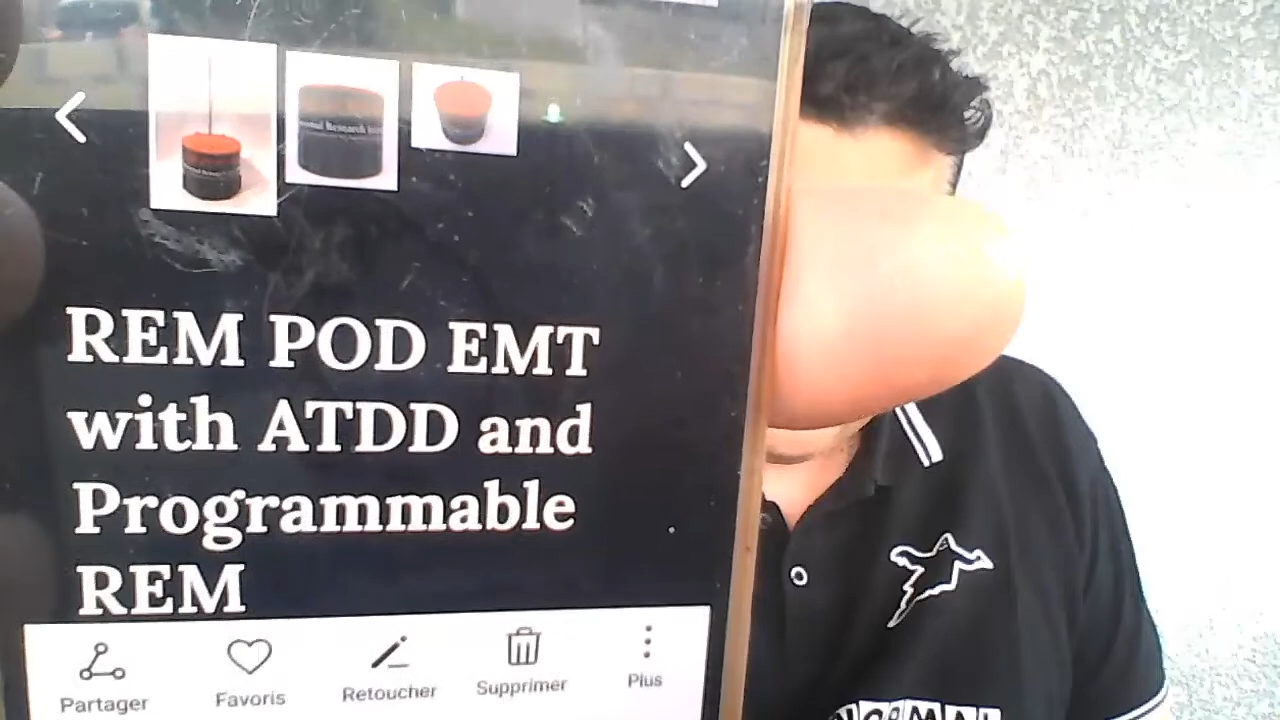 REM POD EMT
with ATDD and
Programmable
REM
Partager
Favoris
Retoucher
Supprimer
Plus